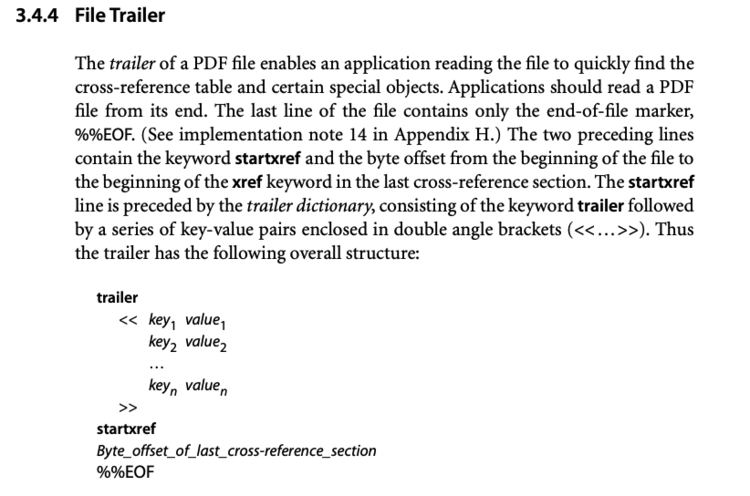 3.4.4 File Trailer
The trailer of a PDF file enables an application reading the file to quickly find the
cross-reference table and certain special objects. Applications should read a PDF
file from its end. The last line of the file contains only the end-of-file marker,
%%EOF. (See implementation note 14 in Appendix H.) The two preceding lines
contain the keyword startxref and the byte offset from the beginning of the file to
the beginning of the xref keyword in the last cross-reference section. The startxref
line is preceded by the trailer dictionary, consisting of the keyword trailer followed
by a series of key-value pairs enclosed in double angle brackets (<<…>>). Thus
the trailer has the following overall structure:
trailer
<< key₁ value₁
key₂ value₂
…
keyₙ valueₙ
>>
startxref
Byte_offset_of_last_cross-reference_section
%%EOF